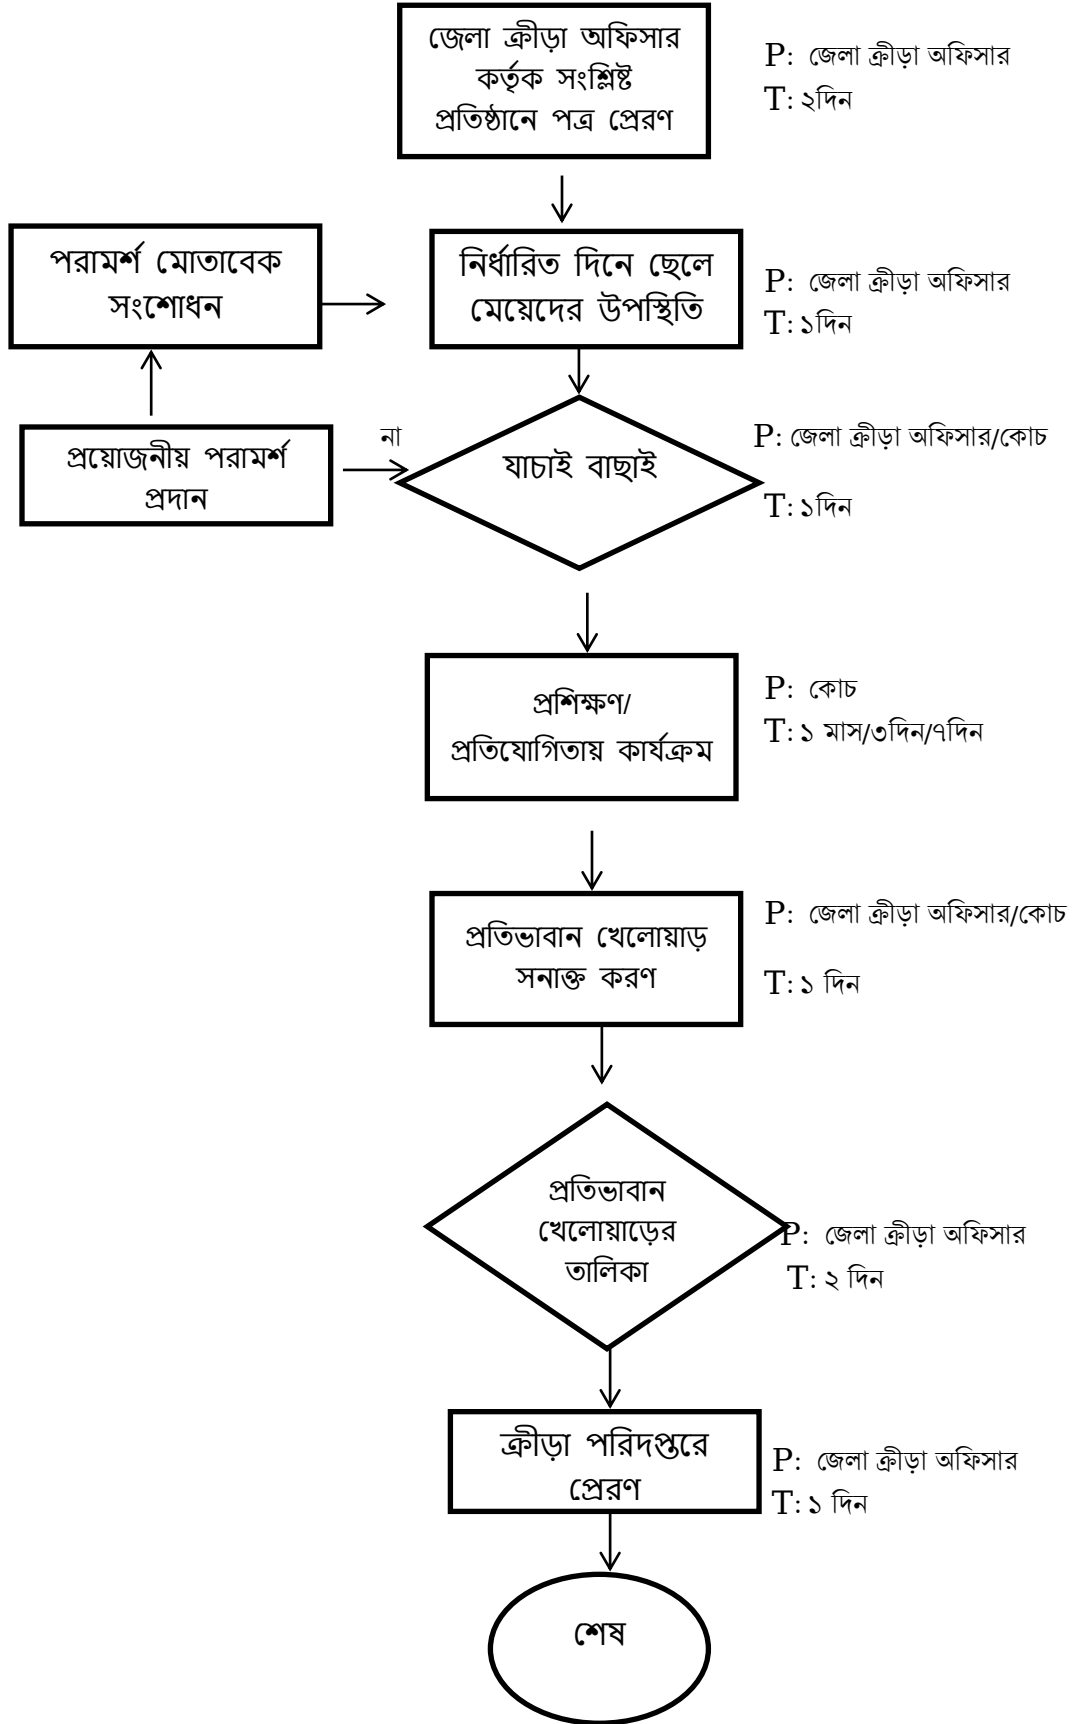 জেলা ক্রীড়া অফিসার
কর্তৃক সংশ্লিষ্ট
প্রতিষ্ঠানে পত্র প্রেরণ
P: জেলা ক্রীড়া অফিসার
T: ২দিন
পরামর্শ মোতাবেক
সংশোধন
নির্ধারিত দিনে ছেলে
মেয়েদের উপস্থিতি
P: জেলা ক্রীড়া অফিসার
T: ১দিন
প্রয়োজনীয় পরামর্শ
প্রদান
না
যাচাই বাছাই
P: জেলা ক্রীড়া অফিসার/কোচ
T: ১দিন
প্রশিক্ষণ/
প্রতিযোগিতায় কার্যক্রম
P: কোচ
T: ১ মাস/৩দিন/৭দিন
প্রতিভাবান খেলোয়াড়
সনাক্ত করণ
P: জেলা ক্রীড়া অফিসার/কোচ
T: ১ দিন
প্রতিভাবান
খেলোয়াড়ের
তালিকা
P: জেলা ক্রীড়া অফিসার
T: ২ দিন
ক্রীড়া পরিদপ্তরে
প্রেরণ
P: জেলা ক্রীড়া অফিসার
T: ১ দিন
শেষ